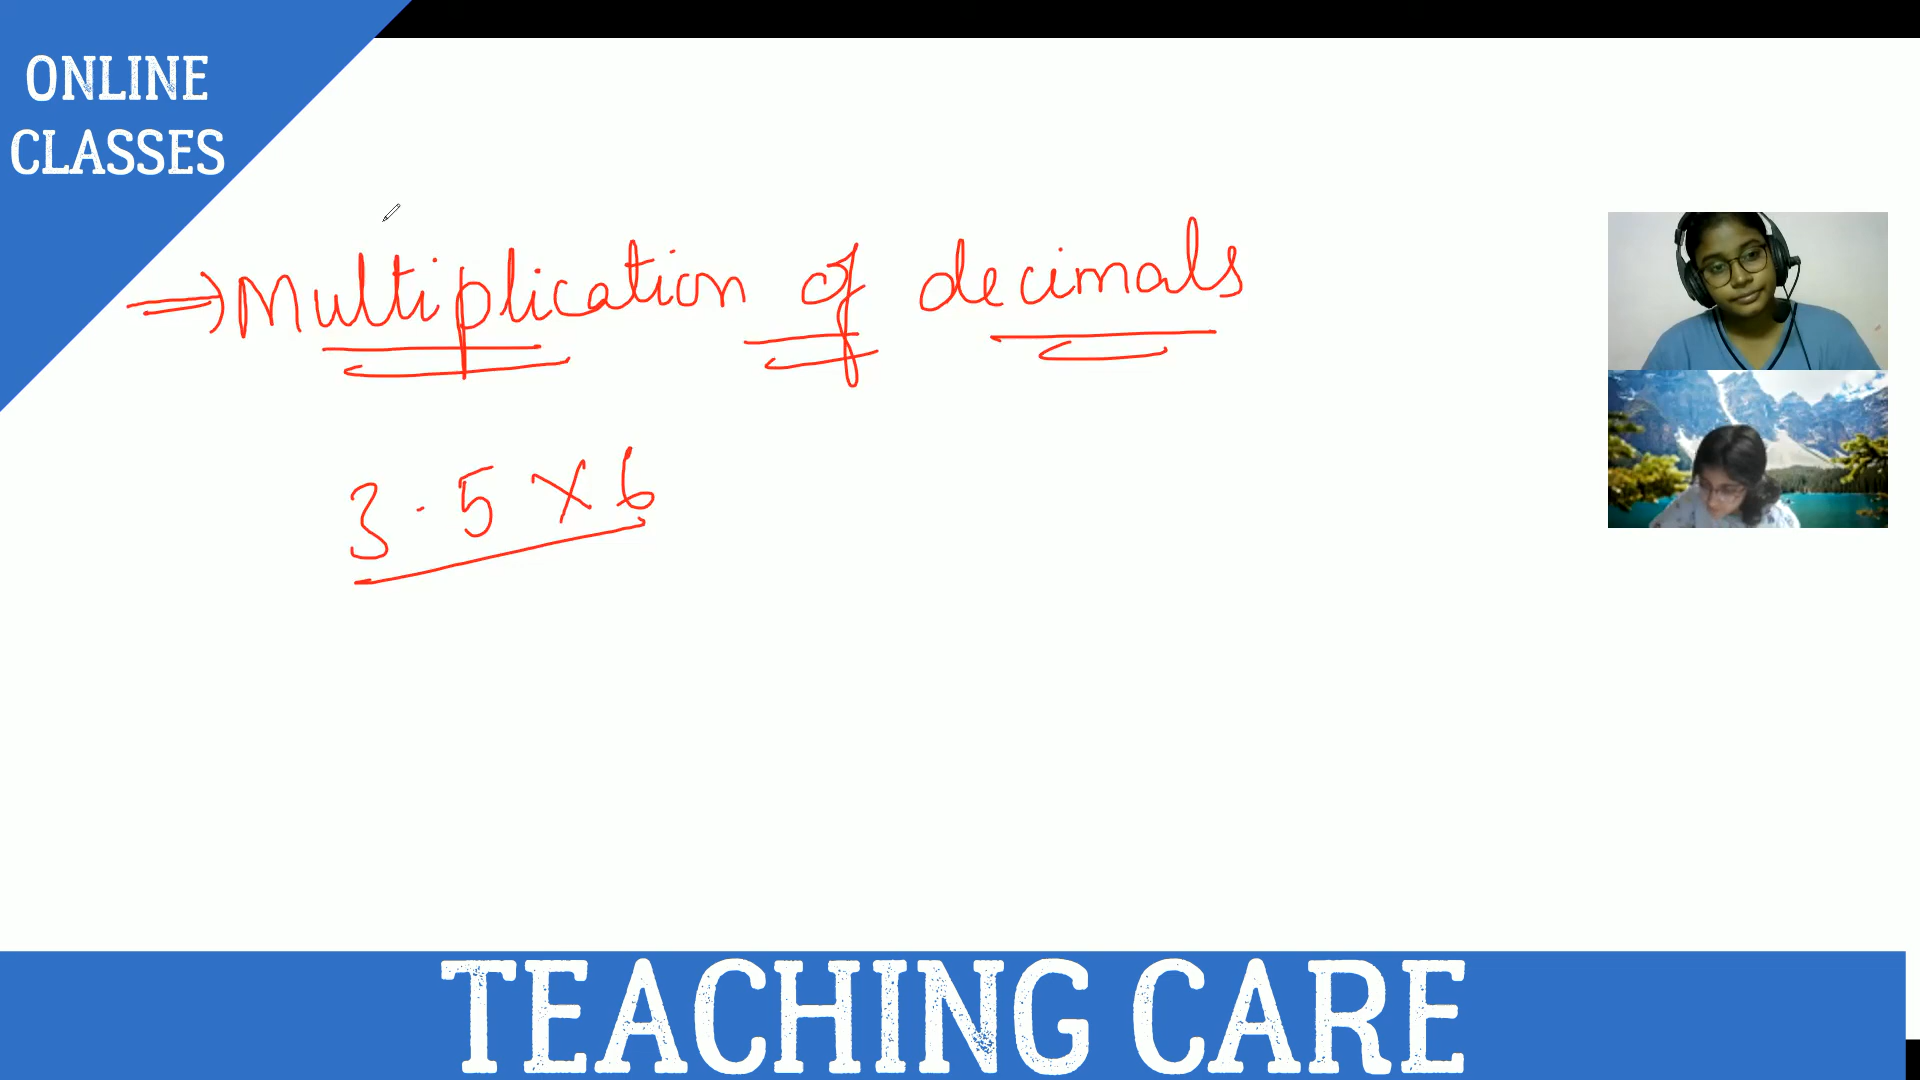 ONLINE
CLASSES
⇒ Multiplication of decimals
3.5 × 6
TEACHING CARE